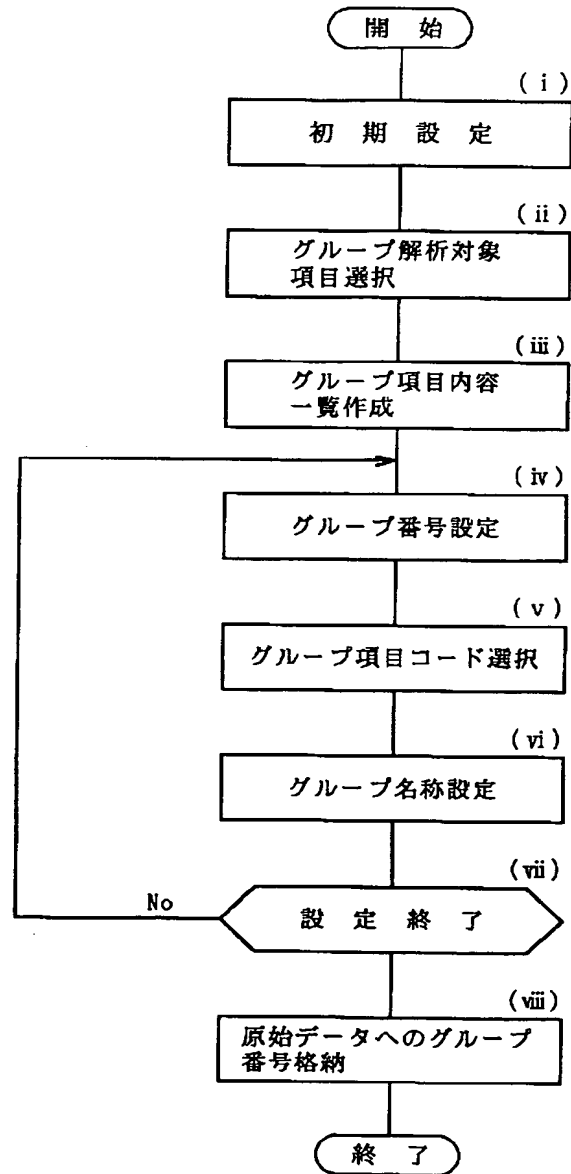 開 始
(i)
初 期 設 定
(ii)
グループ解析対象
項目選択
(iii)
グループ項目内容
一覧作成
(iv)
グループ番号設定
(v)
グループ項目コード選択
(vi)
グループ名称設定
(vii)
No
設 定 終 了
(viii)
原始データへのグループ
番号格納
終 了